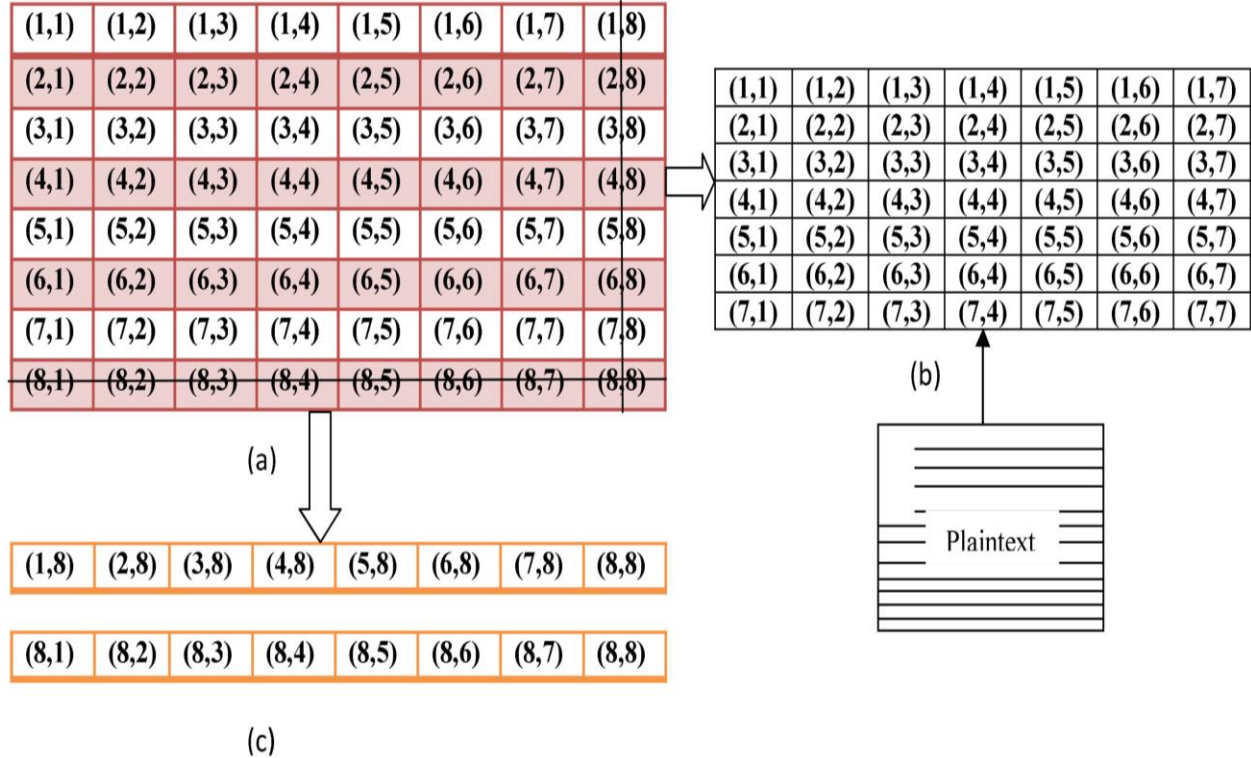 (1,1) (1,2) (1,3) (1,4) (1,5) (1,6) (1,7) (1,8)
(2,1) (2,2) (2,3) (2,4) (2,5) (2,6) (2,7) (2,8)
(3,1) (3,2) (3,3) (3,4) (3,5) (3,6) (3,7) (3,8)
(4,1) (4,2) (4,3) (4,4) (4,5) (4,6) (4,7) (4,8)
(5,1) (5,2) (5,3) (5,4) (5,5) (5,6) (5,7) (5,8)
(6,1) (6,2) (6,3) (6,4) (6,5) (6,6) (6,7) (6,8)
(7,1) (7,2) (7,3) (7,4) (7,5) (7,6) (7,7) (7,8)
(8,1) (8,2) (8,3) (8,4) (8,5) (8,6) (8,7) (8,8)
(a)
(1,1) (1,2) (1,3) (1,4) (1,5) (1,6) (1,7)
(2,1) (2,2) (2,3) (2,4) (2,5) (2,6) (2,7)
(3,1) (3,2) (3,3) (3,4) (3,5) (3,6) (3,7)
(4,1) (4,2) (4,3) (4,4) (4,5) (4,6) (4,7)
(5,1) (5,2) (5,3) (5,4) (5,5) (5,6) (5,7)
(6,1) (6,2) (6,3) (6,4) (6,5) (6,6) (6,7)
(7,1) (7,2) (7,3) (7,4) (7,5) (7,6) (7,7)
(b)
Plaintext
(1,8) (2,8) (3,8) (4,8) (5,8) (6,8) (7,8) (8,8)
(8,1) (8,2) (8,3) (8,4) (8,5) (8,6) (8,7) (8,8)
(c)